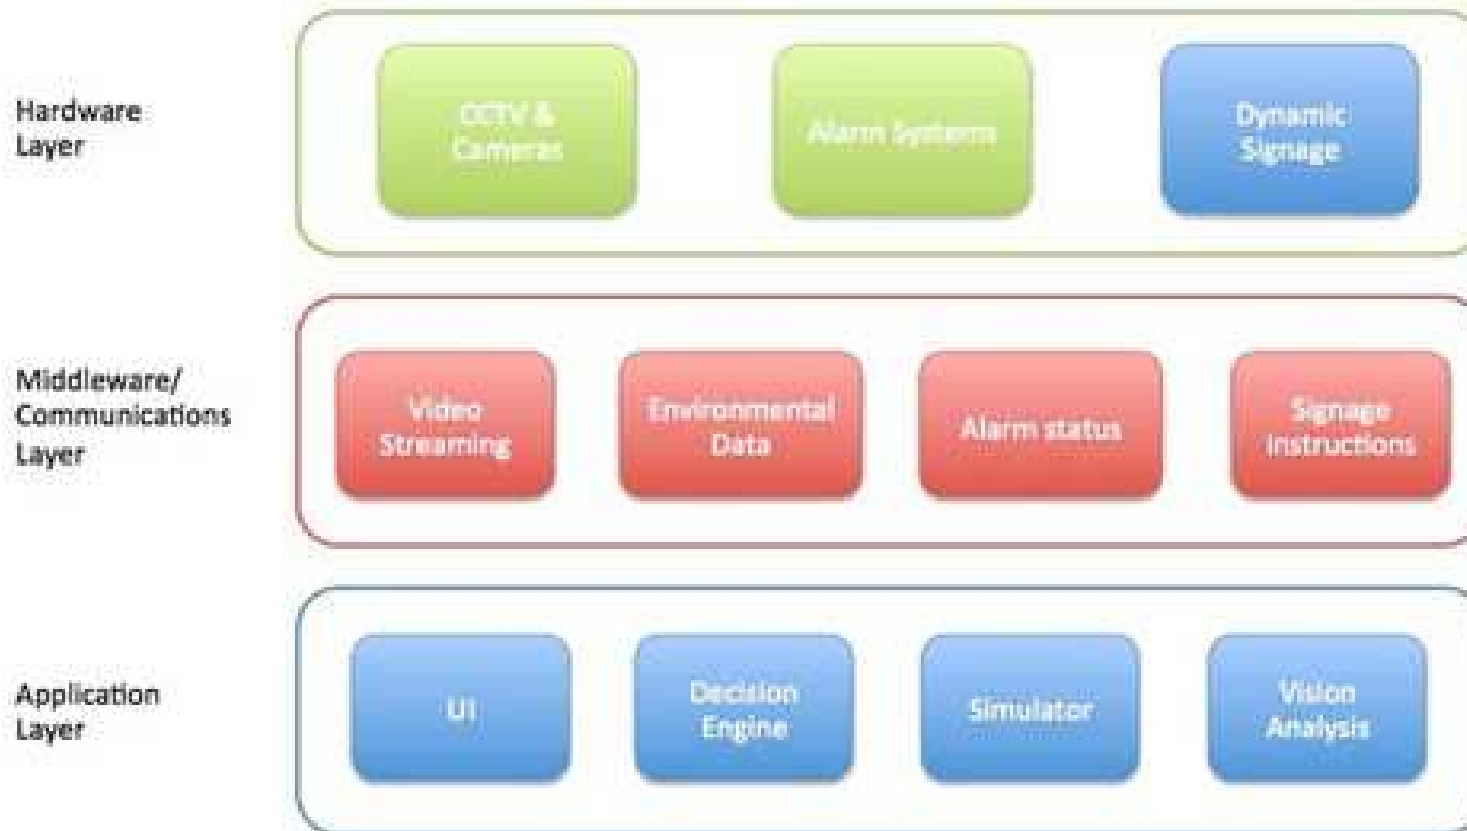 Hardware
Layer
CCTV &
Cameras
Alarm Systems
Dynamic
Signage
Middleware/
Communications
Layer
Video
Streaming
Environmental
Data
Alarm status
Signage
Instructions
Application
Layer
UI
Decision
Engine
Simulator
Vision
Analysis